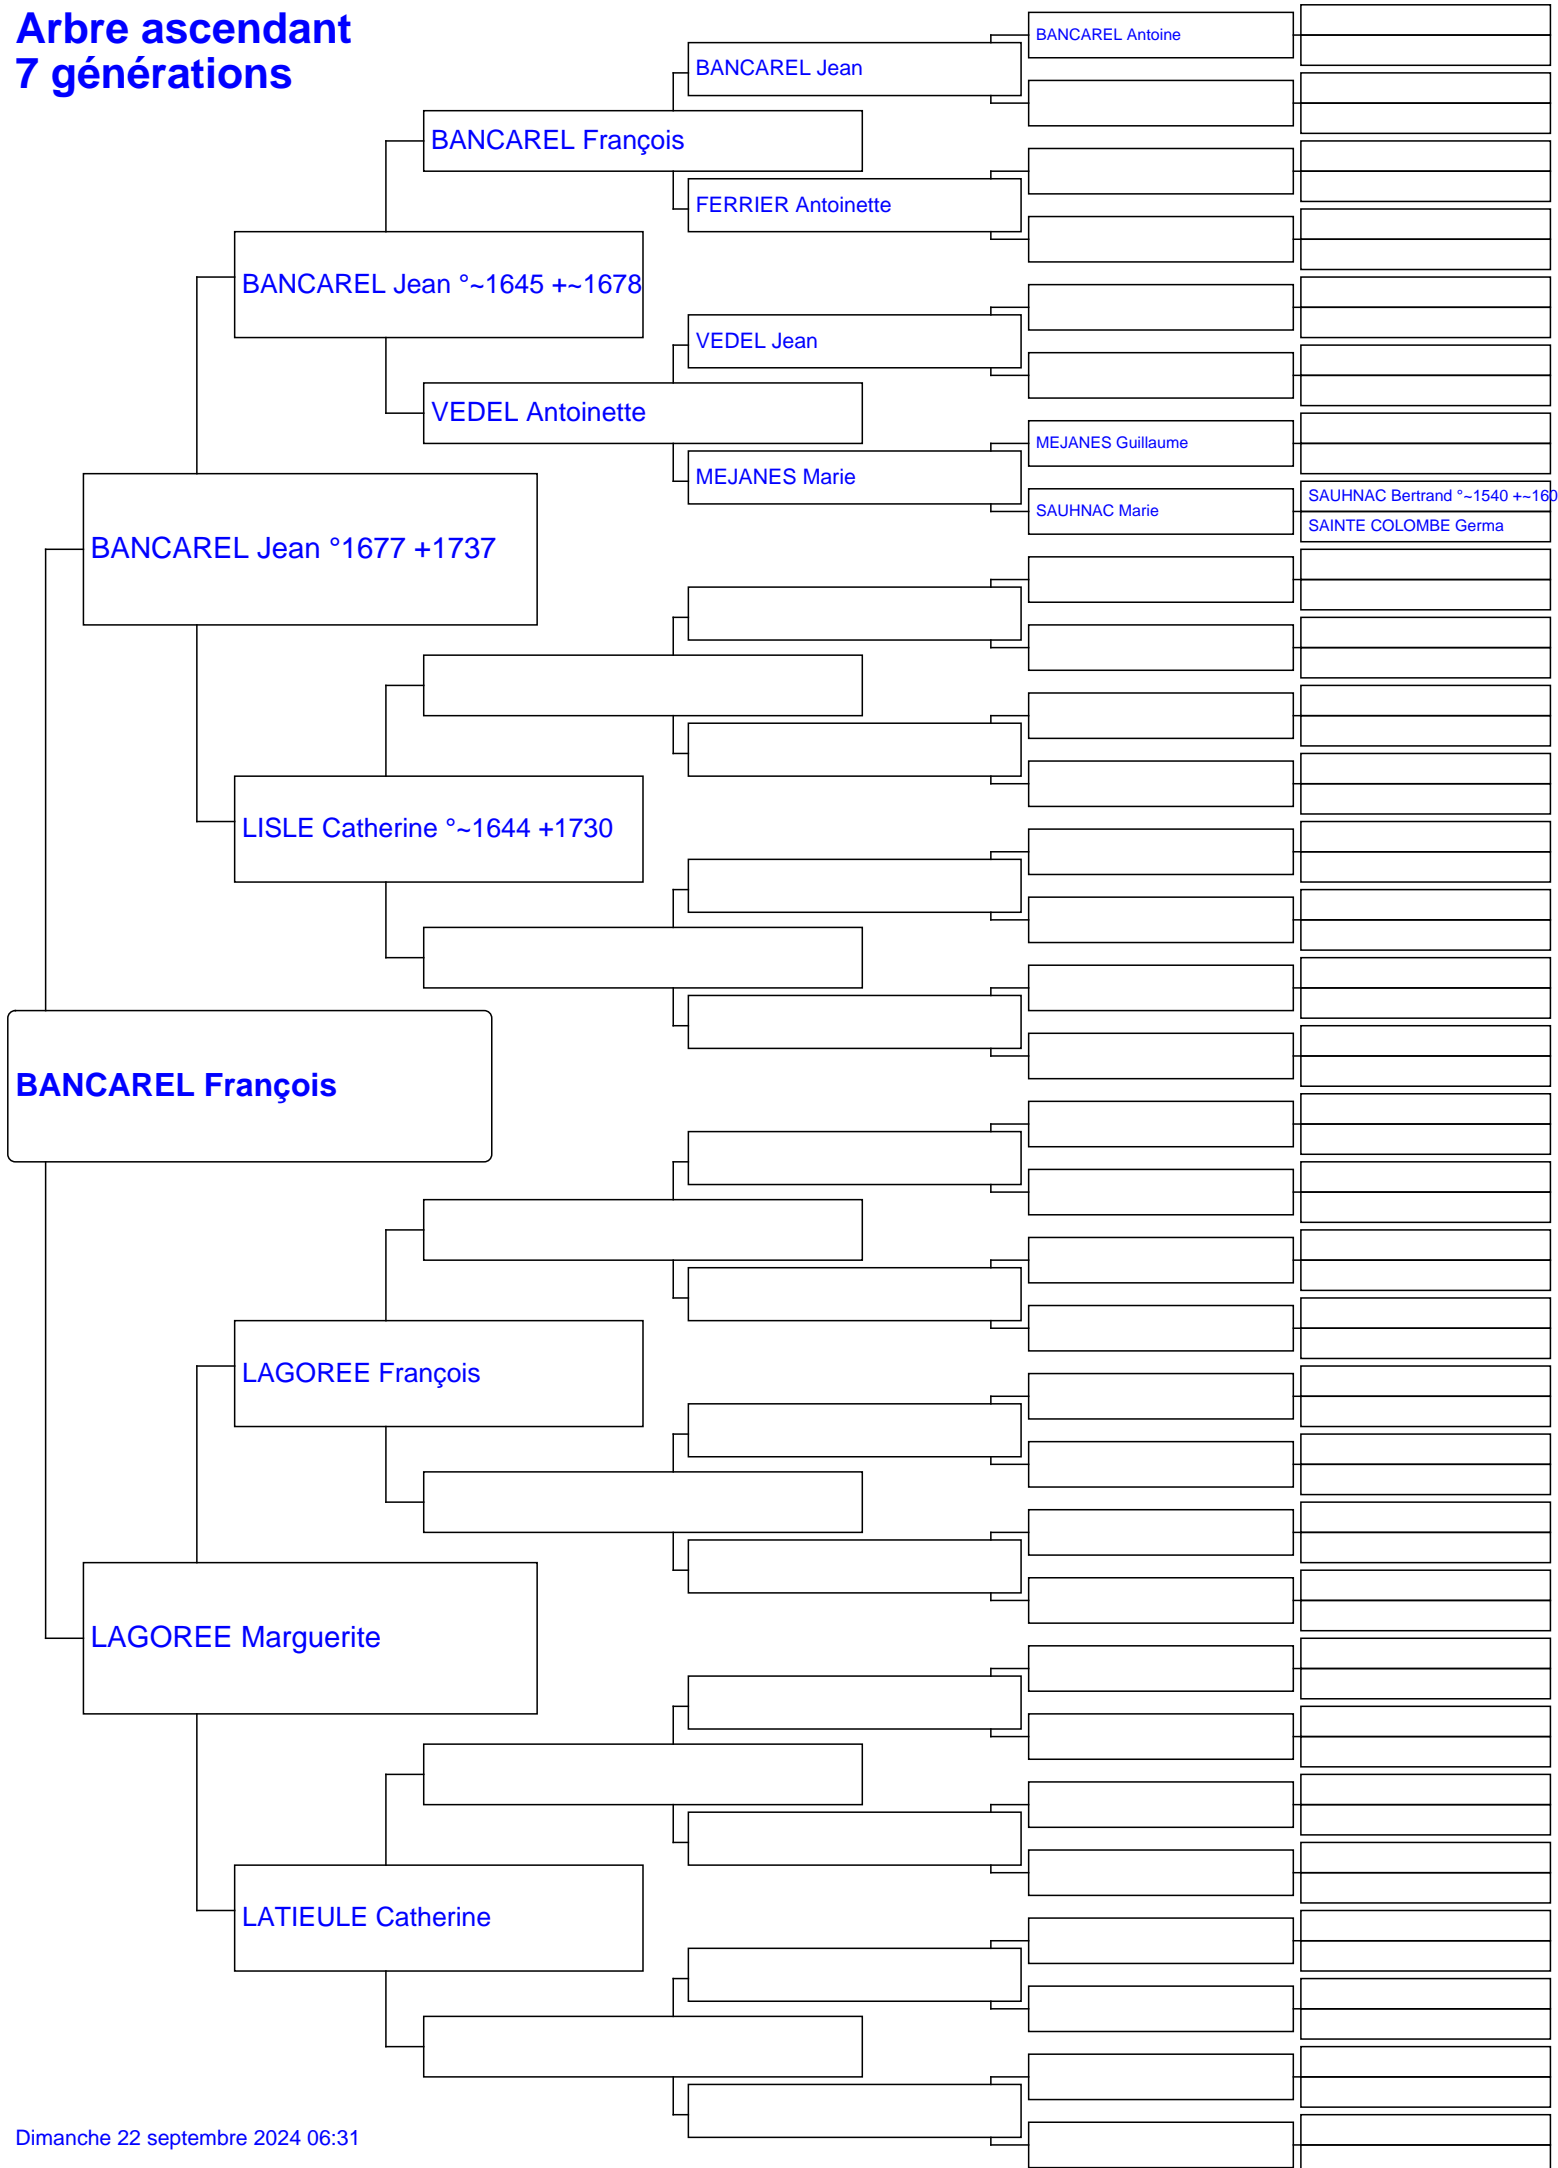 Arbre ascendant
7 générations
BANCAREL Antoine
BANCAREL Jean
BANCAREL François
FERRIER Antoinette
BANCAREL Jean °~1645 +~1678
VEDEL Jean
VEDEL Antoinette
MEJANES Guillaume
MEJANES Marie
SAUHNAC Bertrand °~1540 +~160
SAUHNAC Marie
SAINTE COLOMBE Germa
BANCAREL Jean °1677 +1737
LISLE Catherine °~1644 +1730
BANCAREL François
LAGOREE François
LAGOREE Marguerite
LATIEULE Catherine
Dimanche 22 septembre 2024 06:31